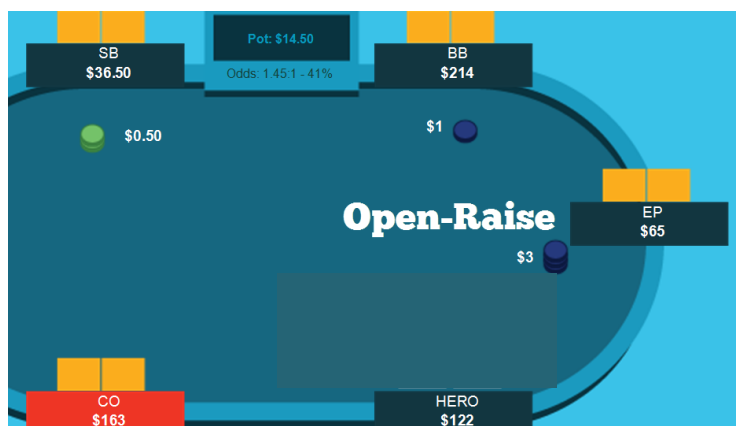 Pot: $14.50
Odds: 1.45:1 - 41%
SB
$36.50
BB
$214
$0.50
$1
EP
$65
Open-Raise
$3
CO
$163
HERO
$122